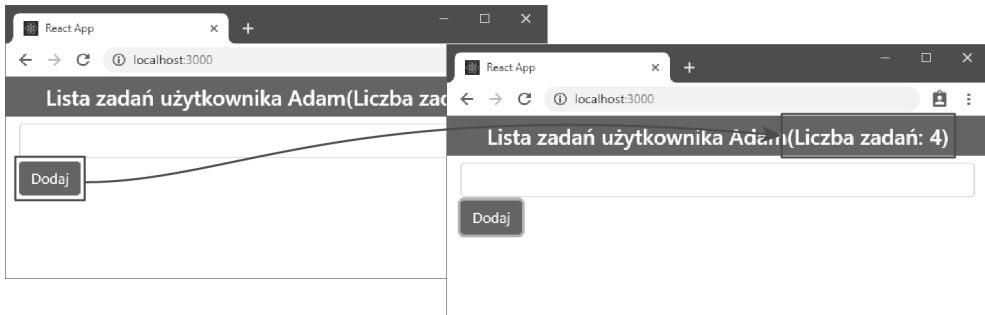 React App
localhost:3000
Lista zadań użytkownika Adam(Liczba zad
Dodaj
React App
localhost:3000
Lista zadań użytkownika Adam(Liczba zadań: 4)
Dodaj